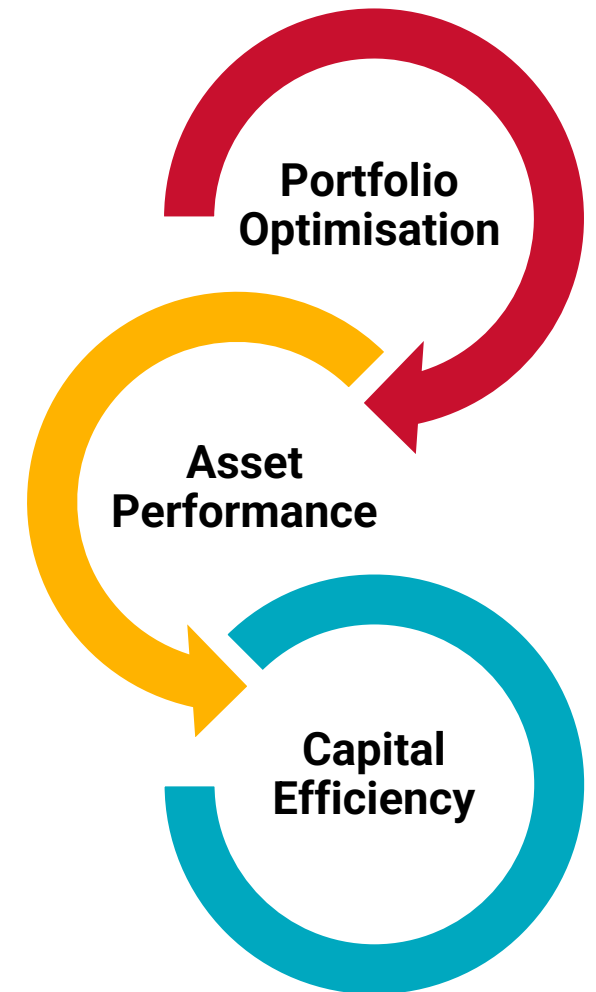 Portfolio
Optimisation
Asset
Performance
Capital
Efficiency